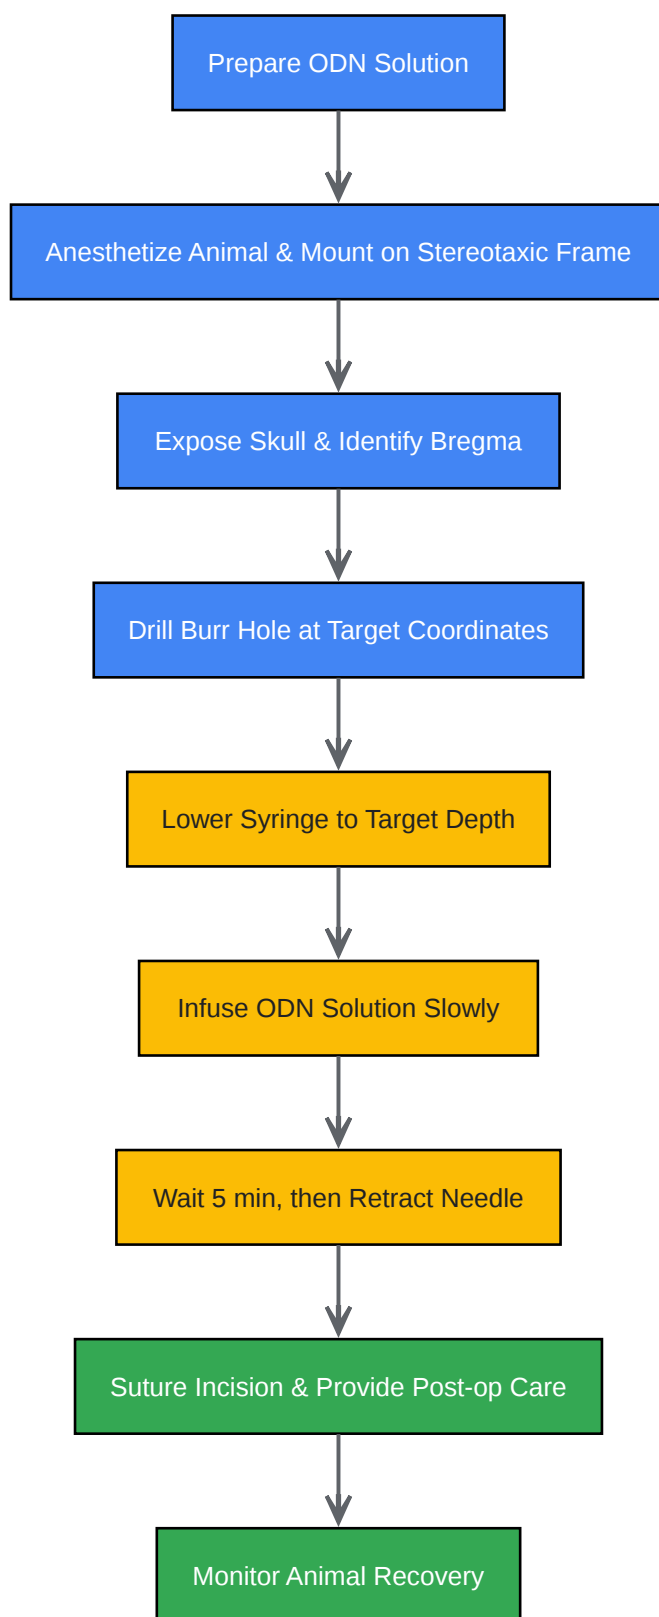 Prepare ODN Solution
Anesthetize Animal & Mount on Stereotaxic Frame
Expose Skull & Identify Bregma
Drill Burr Hole at Target Coordinates
Lower Syringe to Target Depth
Infuse ODN Solution Slowly
Wait 5 min, then Retract Needle
Suture Incision & Provide Post-op Care
Monitor Animal Recovery